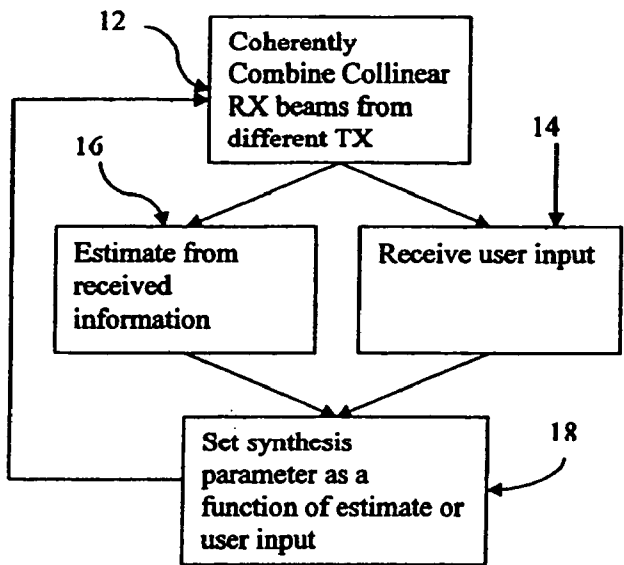 12
Coherently
Combine Collinear
RX beams from
different TX
16
14
Estimate from
received
information
Receive user input
Set synthesis
parameter as a
function of estimate or
user input
18